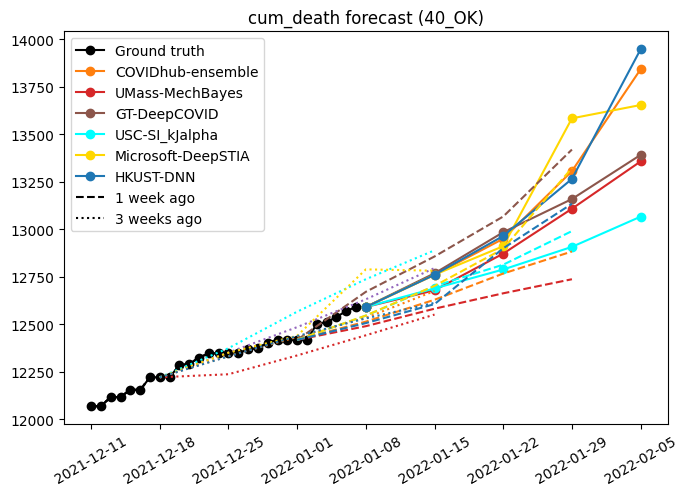 cum_death forecast (40_OK)
14000
13750
13500
13250
13000
12750
12500
12250
12000
Ground truth
COVIDhub-ensemble
UMass-MechBayes
GT-DeepCOVID
USC-SI_kJalpha
Microsoft-DeepSTIA
HKUST-DNN
1 week ago
3 weeks ago
2021-12-11
2021-12-18
2021-12-25
2022-01-01
2022-01-08
2022-01-15
2022-01-22
2022-01-29
2022-02-05